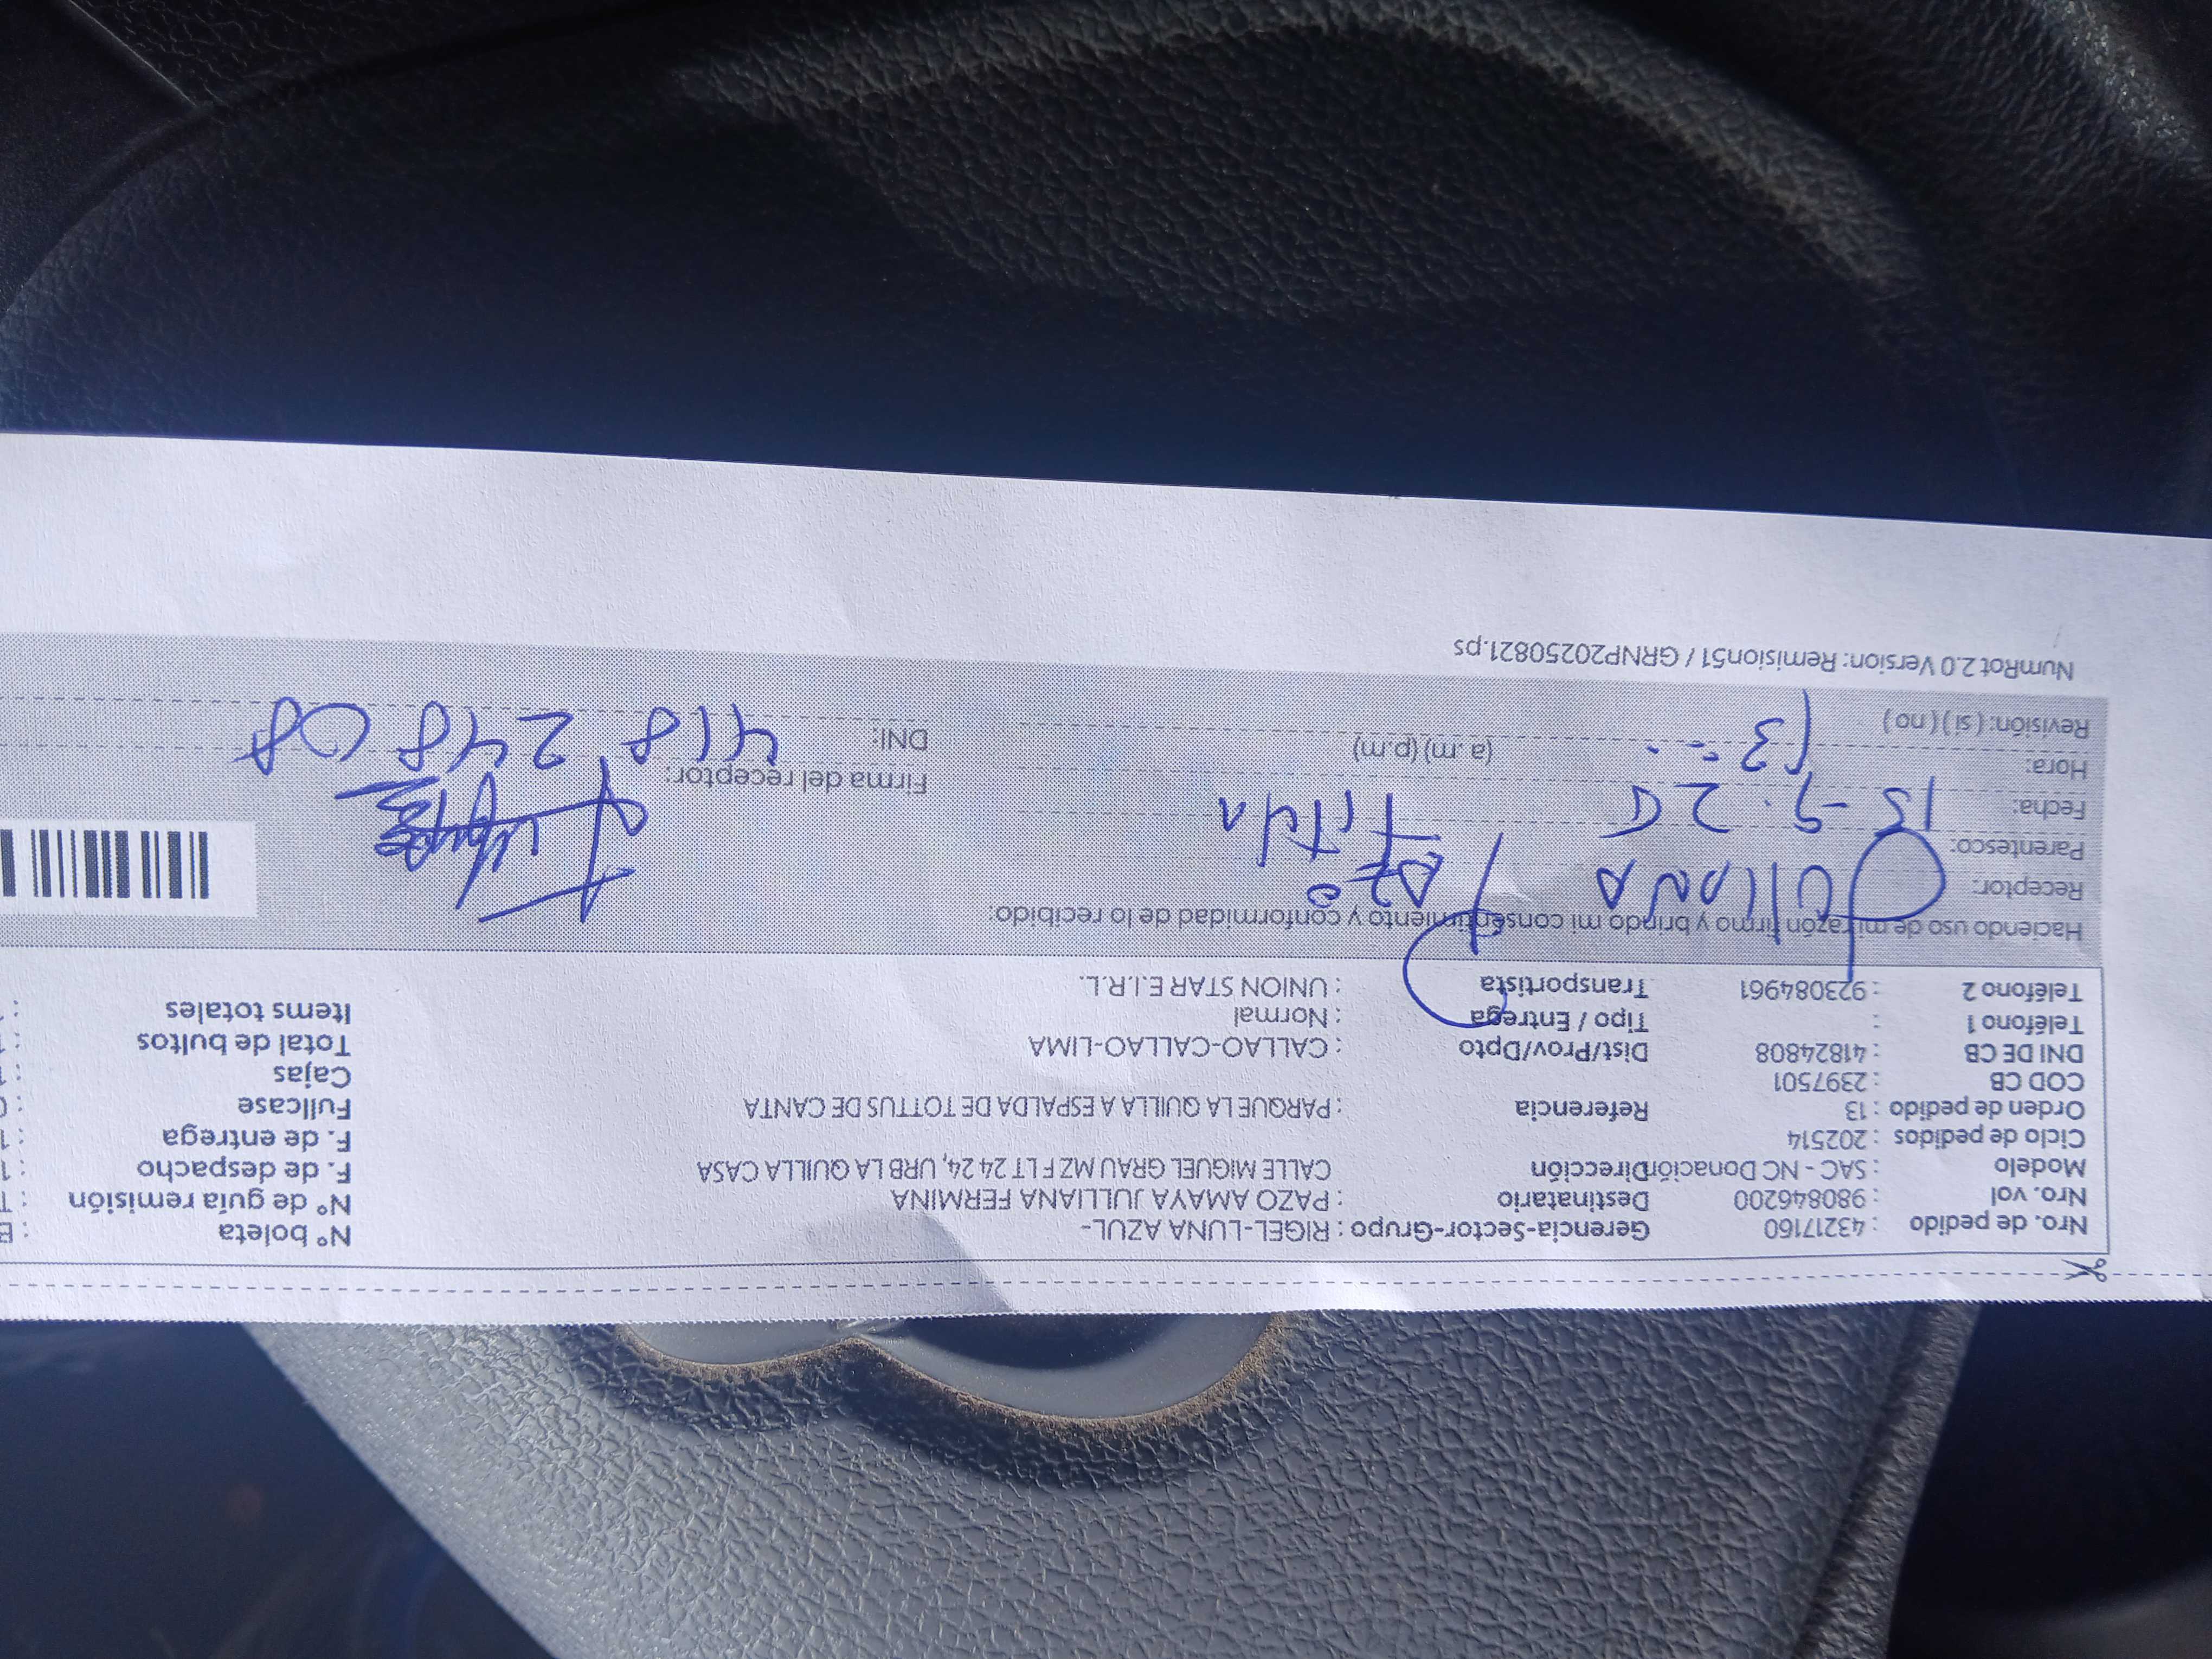 Nro. de pedido : 43217160 Gerencia-Sector-Grupo : RIGEL-LUNA AZUL- N° boleta :
Nro. vol : 980846200 Destinatario : PAZO AMAYA JULLIANA FERMINA N° de guía remisión :
Modelo : SAC - NC Donación Dirección CALLE MIGUEL GRAU MZ F LT 24 24, URB LA QUILLA CASA F. de despacho :
Ciclo de pedidos : 202514 F. de entrega :
Orden de pedido : 13 Referencia : PARQUE LA QUILLA A ESPALDA DE TOTTUS DE CANTA Fullcase :
COD CB : 2397501 Cajas :
DNI DE CB : 41824808 Dist/Prov/Dpto : CALLAO-CALLAO-LIMA Total de bultos :
Teléfono 1 : Tipo / Entrega : Normal Items totales :
Teléfono 2 : 923084961 Transportista : UNION STAR E.I.R.L.
Haciendo uso de mi razón firmo y brindo mi consentimiento y conformidad de lo recibido:
Receptor: Juliana Pazo
Parentesco: Titular
Fecha: 15-9-25
Hora: 13 (a. m) (p.m) Firma del receptor:
Revisión: ( si ) ( no ) DNI: 41824808
NumRot 2.0 Version: Remision51 / GRNP20250821.ps